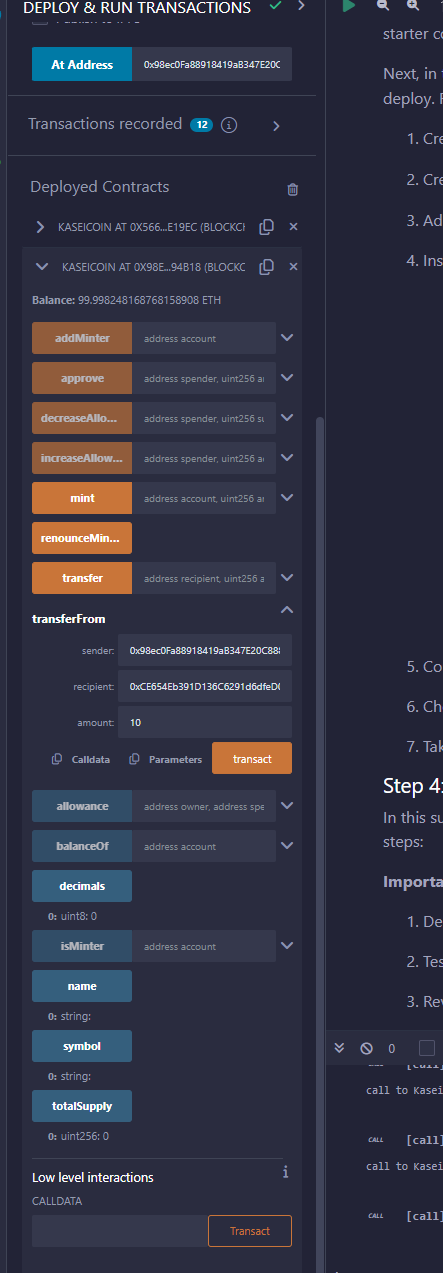 DEPLOY & RUN TRANSACTIONS
At Address 0x98ec0Fa88918419aB347E20C
Transactions recorded 12 i
Deployed Contracts
KASEICOIN AT 0X566...E19EC (BLOCKCH
KASEICOIN AT 0X98E...94B18 (BLOCKC
Balance: 99.998248168768158908 ETH
addMinter address account
approve address spender, uint256 ar
decreaseAllo... address spender, uint256 su
increaseAllow... address spender, uint256 ac
mint address account, uint256 ar
renounceMin...
transfer address recipient, uint256 a
transferFrom
sender: 0x98ec0Fa88918419aB347E20C888
recipient: 0xCE654Eb391D136C6291d6dfeD0
amount: 10
Calldata Parameters transact
allowance address owner, address spe
balanceOf address account
decimals
0: uint8: 0
isMinter address account
name
0: string:
symbol
0: string:
totalSupply
0: uint256: 0
Low level interactions i
CALLDATA
Transact
starter co
Next, in
deploy. F
1. Cre
2. Cre
3. Ad
4. Ins
5. Co
6. Ch
7. Tak
Step 4:
In this su
steps:
Importa
1. De
2. Tes
3. Rev
0
call to Kasei
CALL [call]
call to Kasei
CALL [call]